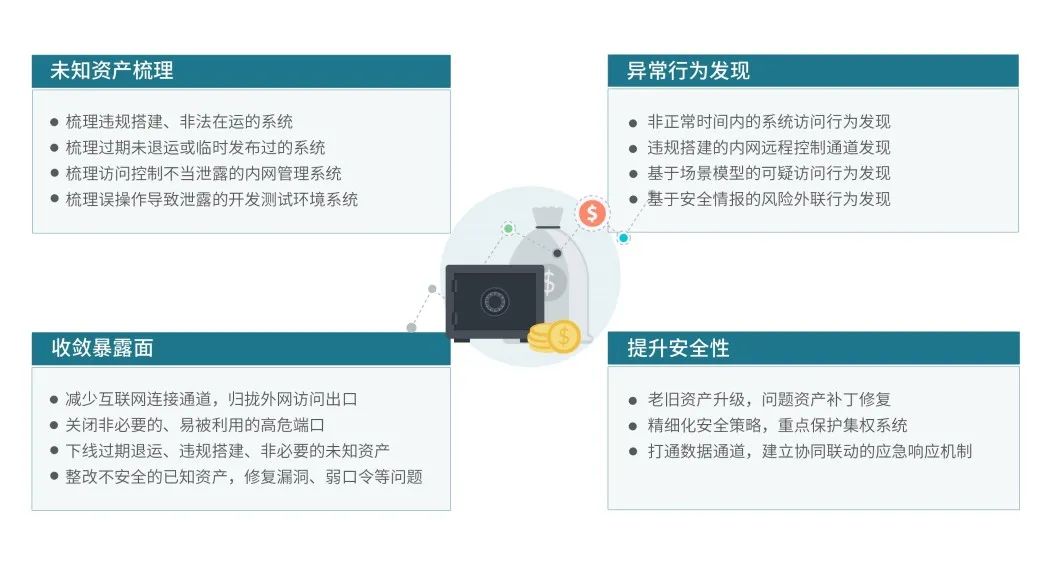 未知资产梳理
梳理违规搭建、非法在运的系统
梳理过期未退运或临时发布过的系统
梳理访问控制不当泄露的内网管理系统
梳理误操作导致泄露的开发测试环境系统
异常行为发现
非正常时间内的系统访问行为发现
违规搭建的内网远程控制通道发现
基于场景模型的可疑访问行为发现
基于安全情报的风险外联行为发现
$
$
$
收敛暴露面
减少互联网连接通道，归拢外网访问出口
关闭非必要的、易被利用的高危端口
下线过期退运、违规搭建、非必要的未知资产
整改不安全的已知资产，修复漏洞、弱口令等问题
提升安全性
老旧资产升级，问题资产补丁修复
精细化安全策略，重点保护集权系统
打通数据通道，建立协同联动的应急响应机制